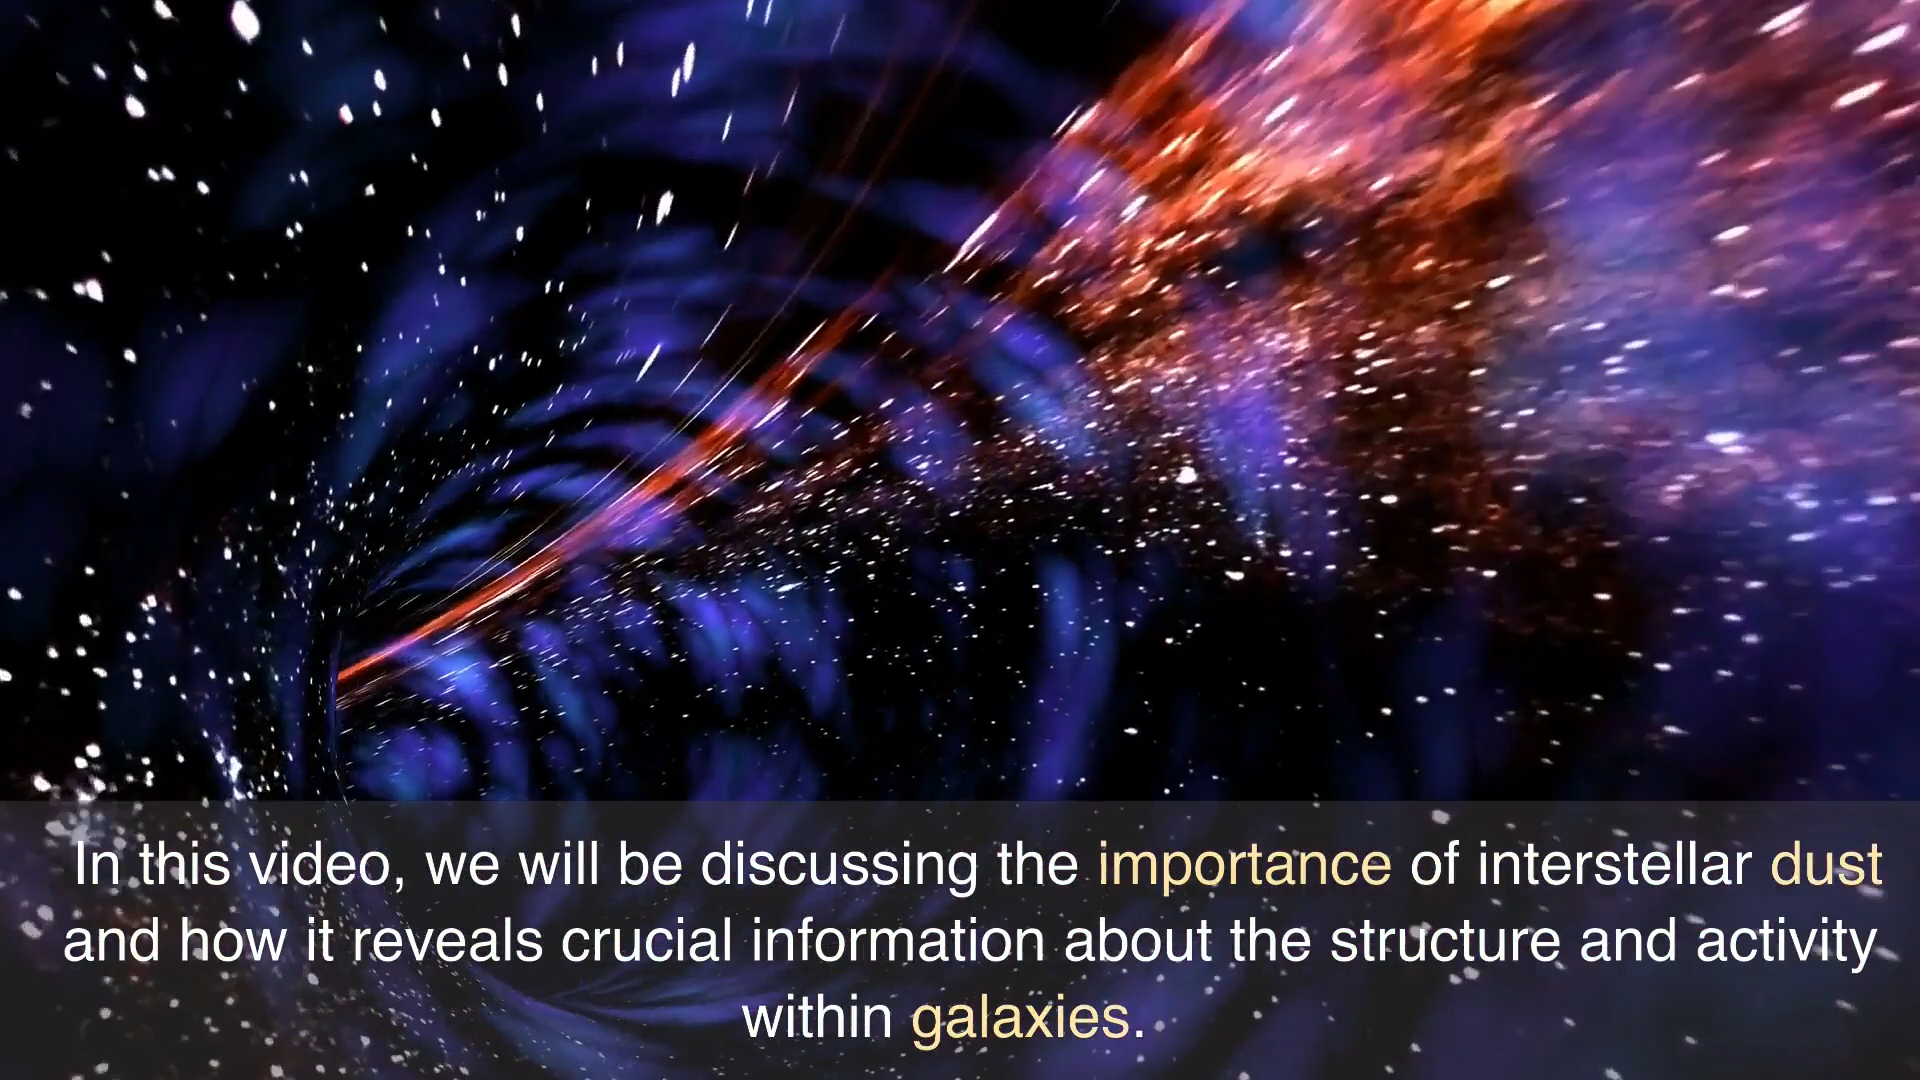 In this video, we will be discussing the importance of interstellar dust
and how it reveals crucial information about the structure and activity
within galaxies.